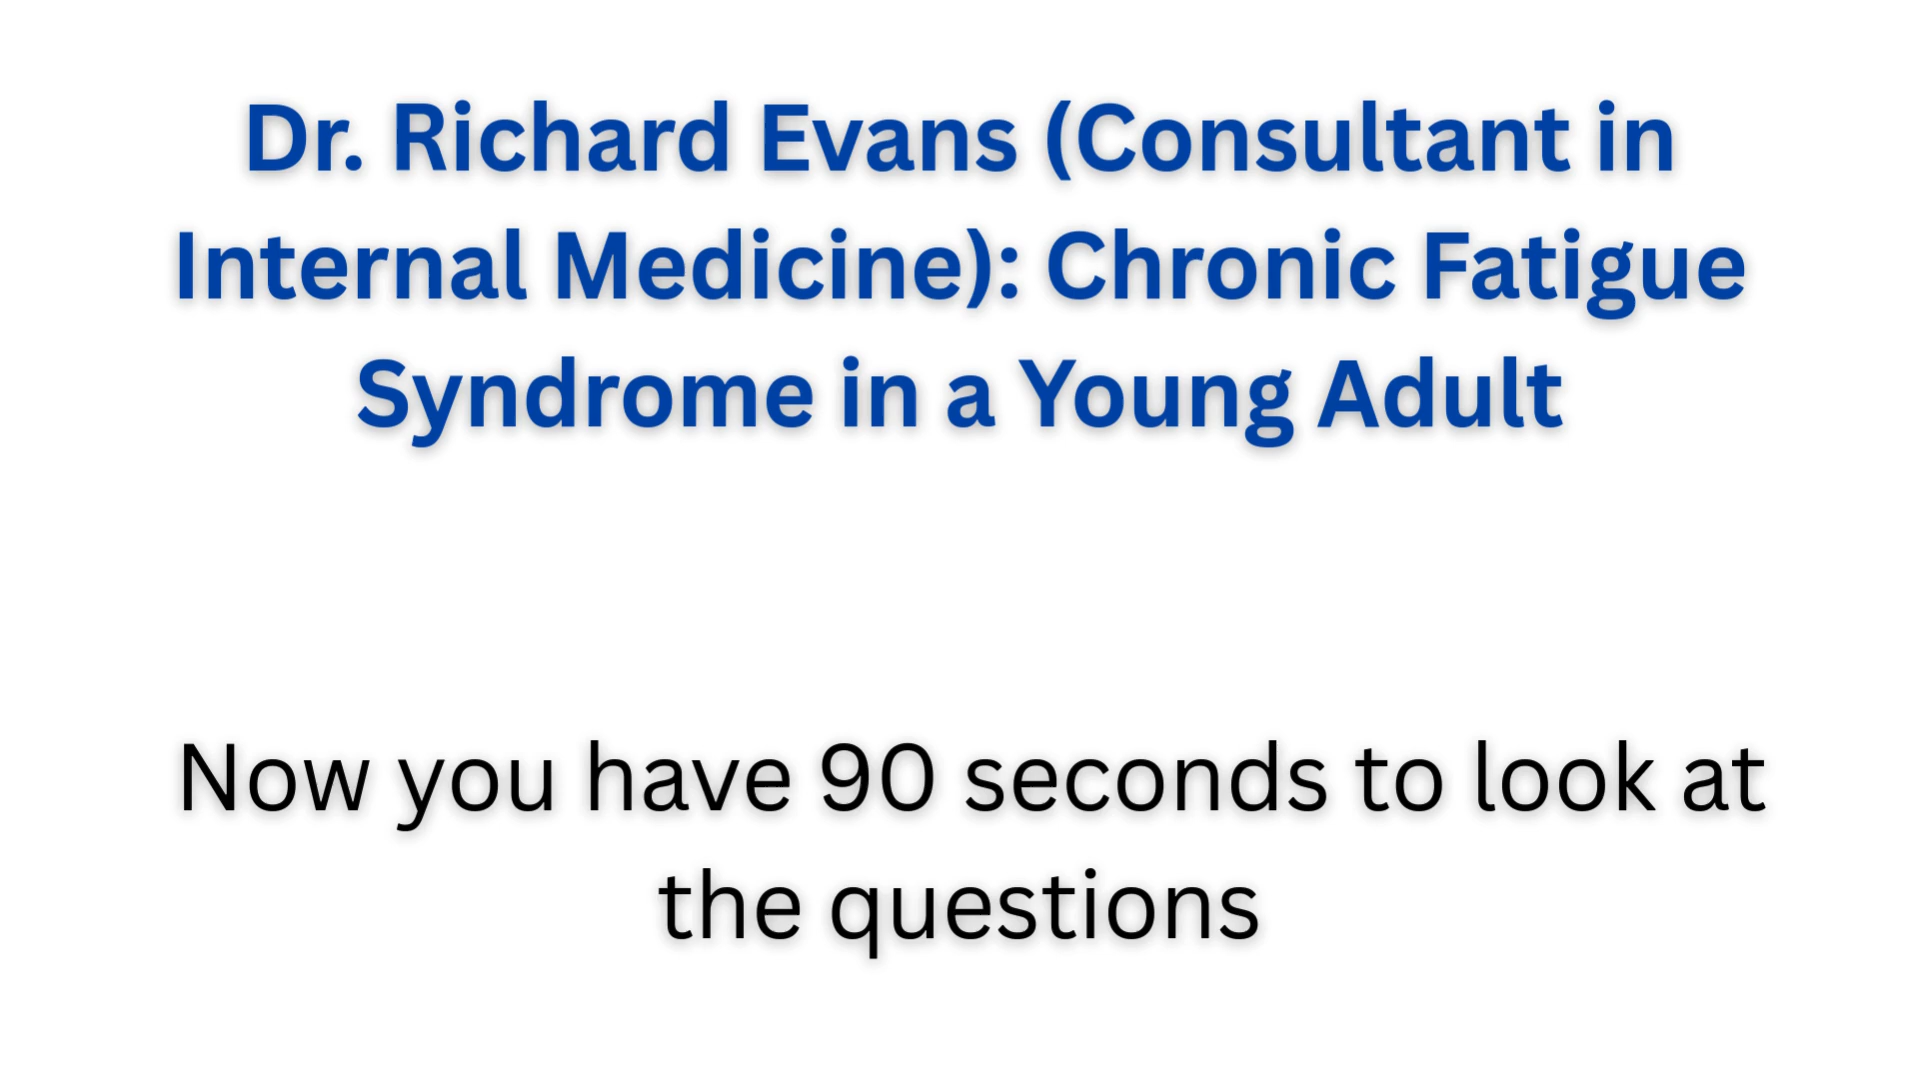 Dr. Richard Evans (Consultant in
Internal Medicine): Chronic Fatigue
Syndrome in a Young Adult
Now you have 90 seconds to look at
the questions